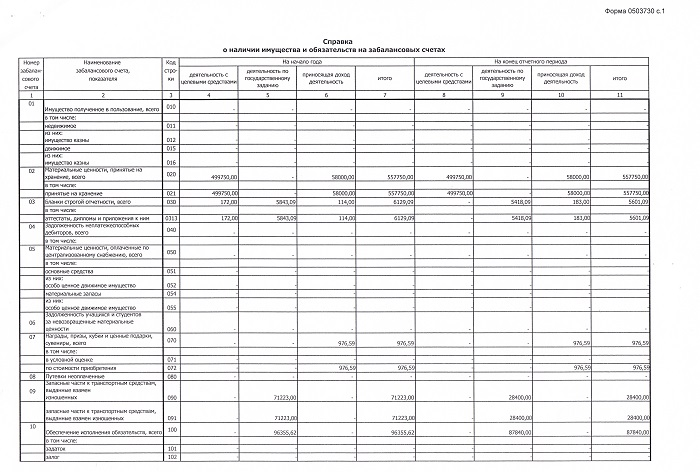 Форма 0503730 с.1
Справка
о наличии имущества и обязательств на забалансовых счетах
Номер забалан-сового счета | Наименование забалансового счета, показателя | Код стро-ки | На начало года | На конец отчетного периода
деятельность с целевыми средствами | деятельность по государственному заданию | приносящая доход деятельность | итого | деятельность с целевыми средствами | деятельность по государственному заданию | приносящая доход деятельность | итого
1 2 3 4 5 6 7 8 9 10 11
01 Имущество полученное в пользование, всего 010 - - - - - - - -
в том числе:
недвижимое 011 - - - - - - - -
из них:
имущество казны 012 - - - - - - - -
движимое 015 - - - - - - - -
из них:
имущество казны 016 - - - - - - - -
02 Материальные ценности, принятые на хранение, всего 020 499750,00 - 58000,00 557750,00 499750,00 - 58000,00 557750,00
в том числе:
принятые на хранение 021 499750,00 - 58000,00 557750,00 499750,00 - 58000,00 557750,00
03 Бланки строгой отчетности, всего 030 172,00 5843,09 114,00 6129,09 - 5418,09 183,00 5601,09
в том числе:
аттестаты, дипломы и приложения к ним 0313 172,00 5843,09 114,00 6129,09 - 5418,09 183,00 5601,09
04 Задолженность неплатежеспособных дебиторов, всего 040 - - - - - - - -
в том числе:
05 Материальные ценности, оплаченные по централизованному снабжению, всего 050 - - - - - - - -
в том числе:
основные средства 051 - - - - - - - -
из них:
особо ценное движимое имущество 052 - - - - - - - -
материальные запасы 054 - - - - - - - -
из них:
особо ценное движимое имущество 055 - - - - - - - -
06 Задолженность учащихся и студентов за невозвращенные материальные ценности 060 - - - - - - - -
07 Награды, призы, кубки и ценные подарки, сувениры, всего 070 - - 976,59 976,59 - - 976,59 976,59
в том числе:
в условной оценке 071 - - - - - - - -
по стоимости приобретения 072 - - 976,59 976,59 - - 976,59 976,59
08 Путевки неоплаченные 080 - - - - - - - -
09 Запасные части к транспортным средствам, выданные взамен изношенных 090 - 71223,00 - 71223,00 - 28400,00 - 28400,00
запасные части к транспортным средствам, выданные взамен изношенных 091 - 71223,00 - 71223,00 - 28400,00 - 28400,00
10 Обеспечение исполнения обязательств, всего 100 - 96355,62 - 96355,62 - 87840,00 - 87840,00
в том числе:
задаток 101 - - - - - - - -
залог 102 - - - - - - - -